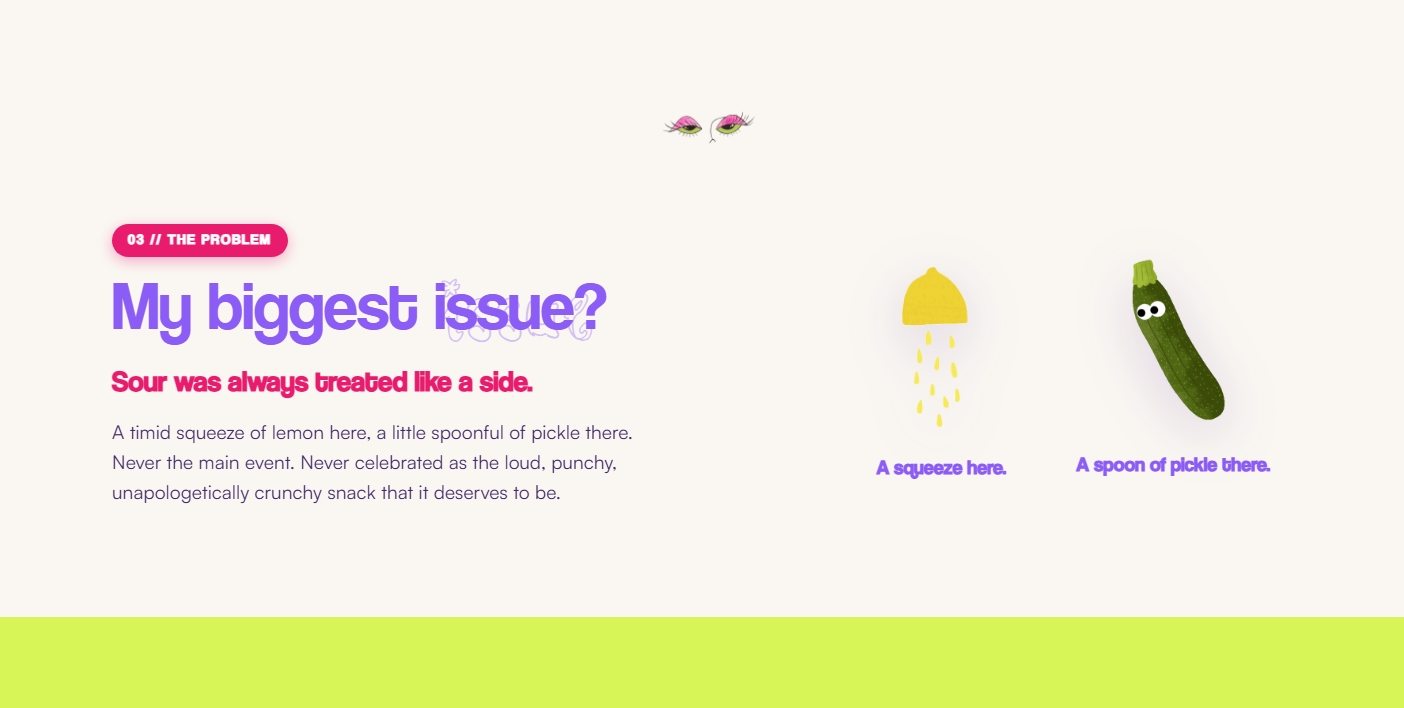 03 // THE PROBLEM
My biggest issue?
Sour was always treated like a side.
A timid squeeze of lemon here, a little spoonful of pickle there.
Never the main event. Never celebrated as the loud, punchy,
unapologetically crunchy snack that it deserves to be.
A squeeze here.
A spoon of pickle there.